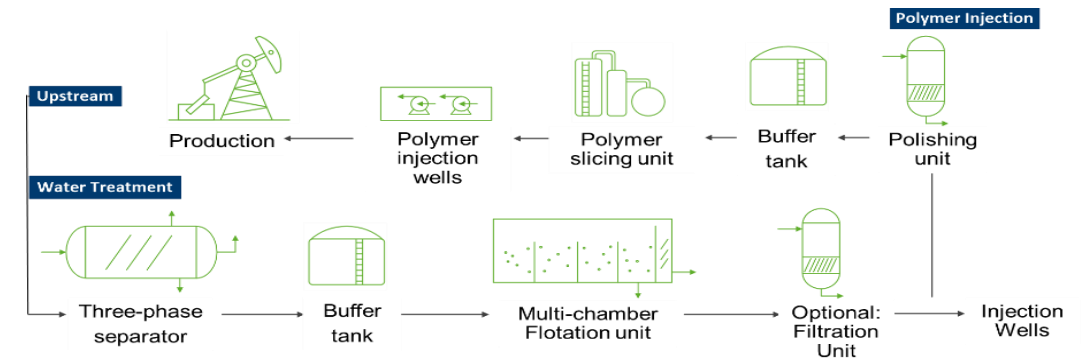 Polymer Injection
Upstream
Production
Polymer
injection
wells
Polymer
slicing unit
Buffer
tank
Polishing
unit
Water Treatment
Three-phase
separator
Buffer
tank
Multi-chamber
Flotation unit
Optional:
Filtration
Unit
Injection
Wells